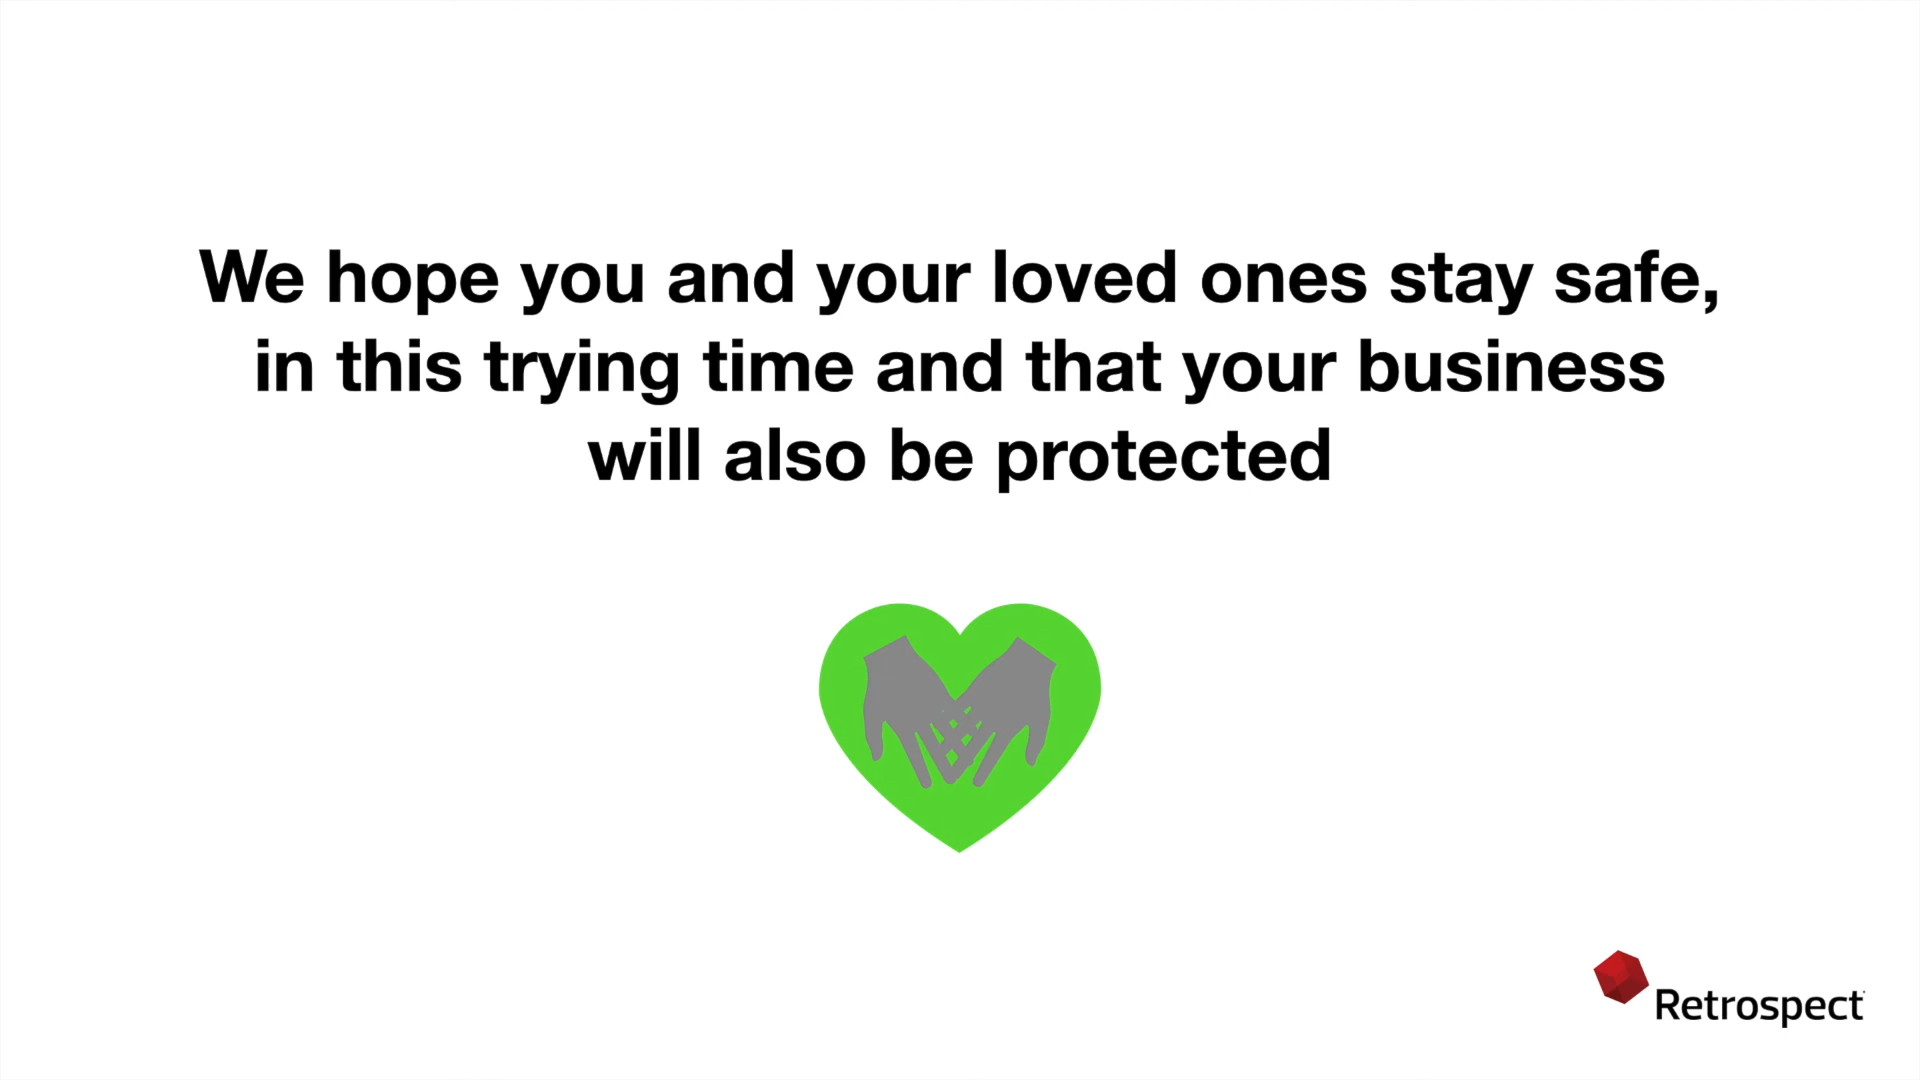 We hope you and your loved ones stay safe,
in this trying time and that your business
will also be protected
Retrospect